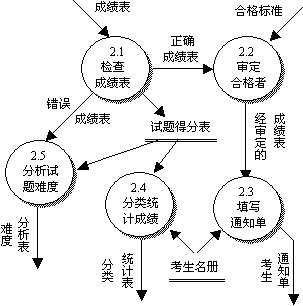 成绩表
合格标准
2.1
检查
成绩表
正确
成绩表
2.2
审定
合格者
错误
成绩表
试题得分表
经审定的
成绩表
2.5
分析试
题难度
2.4
分类统
计成绩
2.3
填写
通知单
难度
分析表
分类
统计表
考生名册
考生
通知单